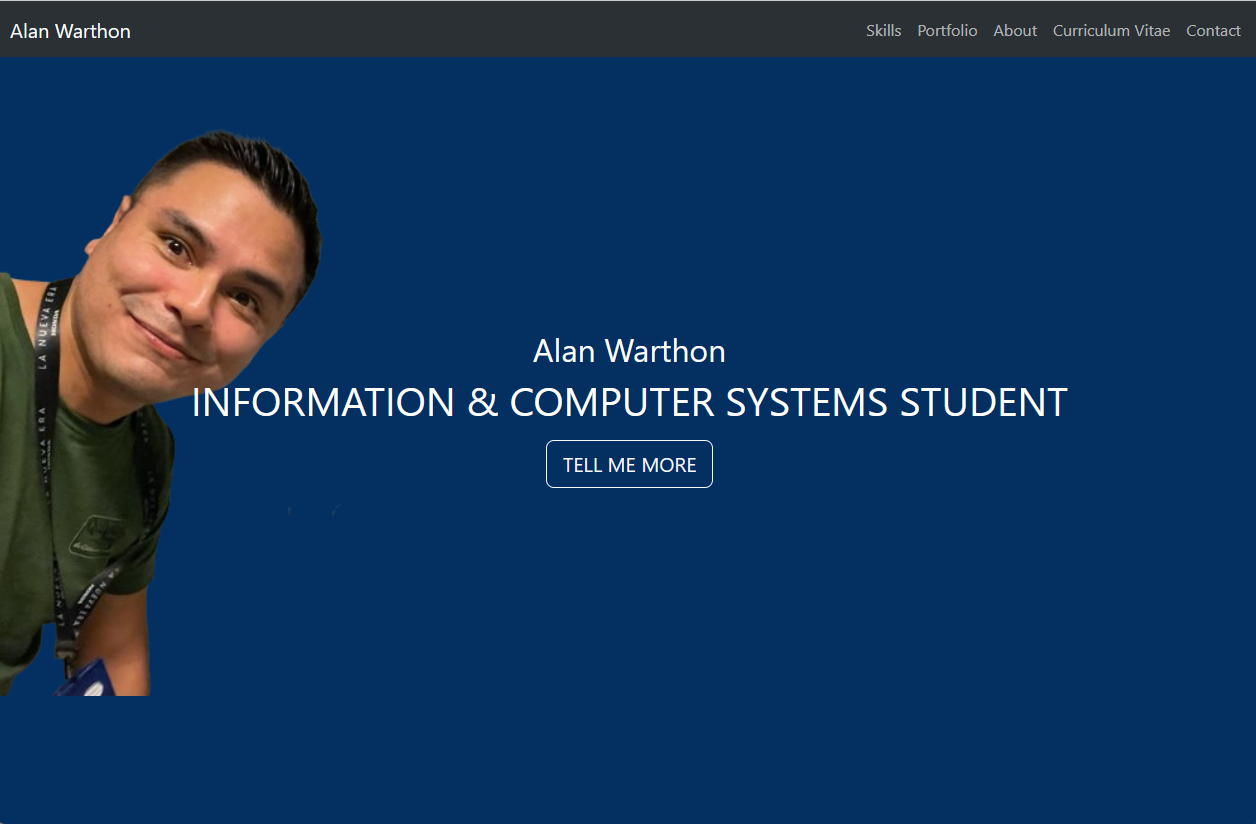 Alan Warthon
Skills Portfolio About Curriculum Vitae Contact
Alan Warthon
INFORMATION & COMPUTER SYSTEMS STUDENT
TELL ME MORE
LA NUEVA ERA
HONDA